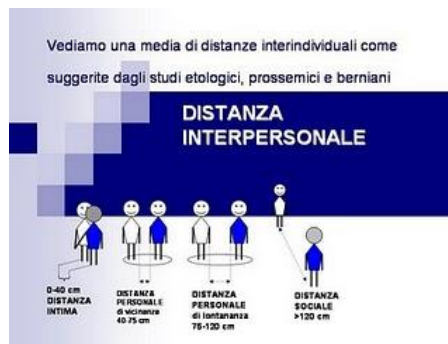 Vediamo una media di distanze interindividuali come
suggerite dagli studi etologici, prossemici e berniani
DISTANZA
INTERPERSONALE
0-40 cm
DISTANZA
INTIMA
DISTANZA
PERSONALE
di vicinanza
40-75 cm
DISTANZA
PERSONALE
di lontananza
75-120 cm
DISTANZA
SOCIALE
>120 cm